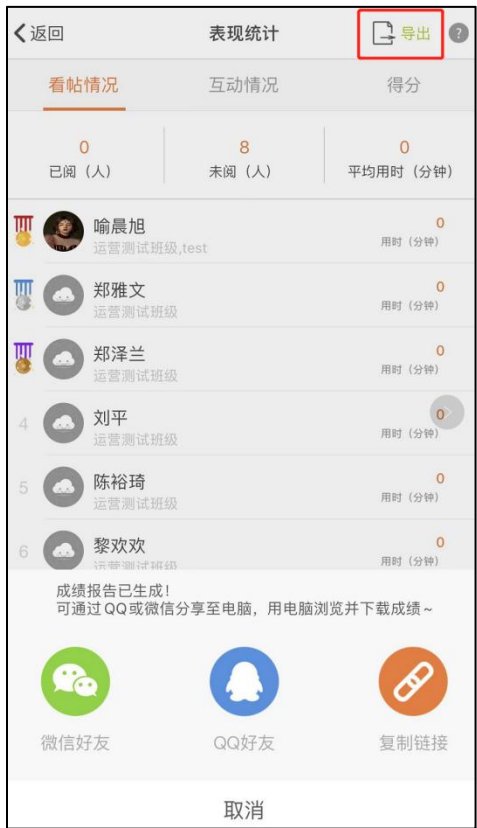 返回 表现统计 导出 ?
看帖情况 互动情况 得分
0 8 0
已阅（人） 未阅（人） 平均用时（分钟）
喻晨旭 0
运营测试班级,test 用时（分钟）
郑雅文 0
运营测试班级 用时（分钟）
郑泽兰 0
运营测试班级 用时（分钟）
4 刘平 0
运营测试班级 用时（分钟）
5 陈裕琦 0
运营测试班级 用时（分钟）
6 黎欢欢 0
运营测试班级 用时（分钟）
成绩报告已生成！
可通过QQ或微信分享至电脑，用电脑浏览并下载成绩~
微信好友 QQ好友 复制链接
取消